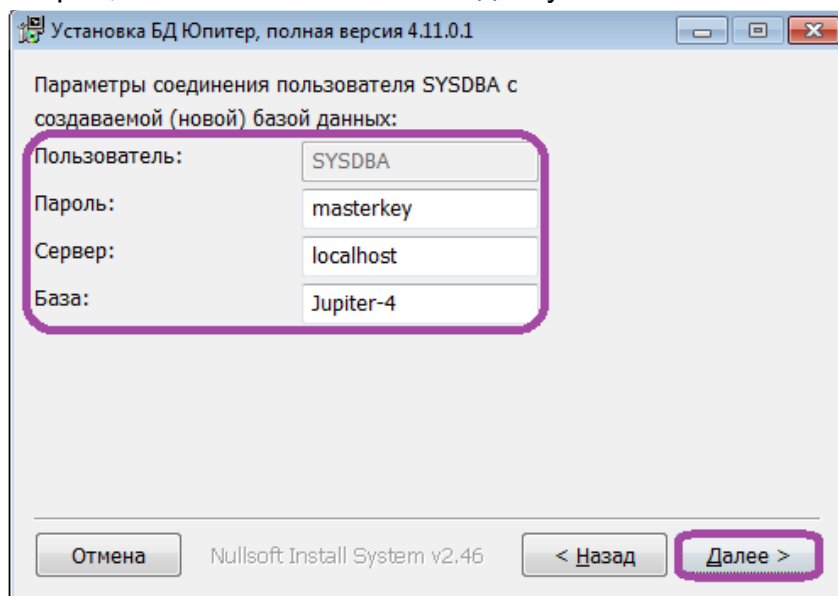 Установка БД Юпитер, полная версия 4.11.0.1
Параметры соединения пользователя SYSDBA с
создаваемой (новой) базой данных:
Пользователь: SYSDBA
Пароль: masterkey
Сервер: localhost
База: Jupiter-4
Отмена Nullsoft Install System v2.46 < Назад Далее >